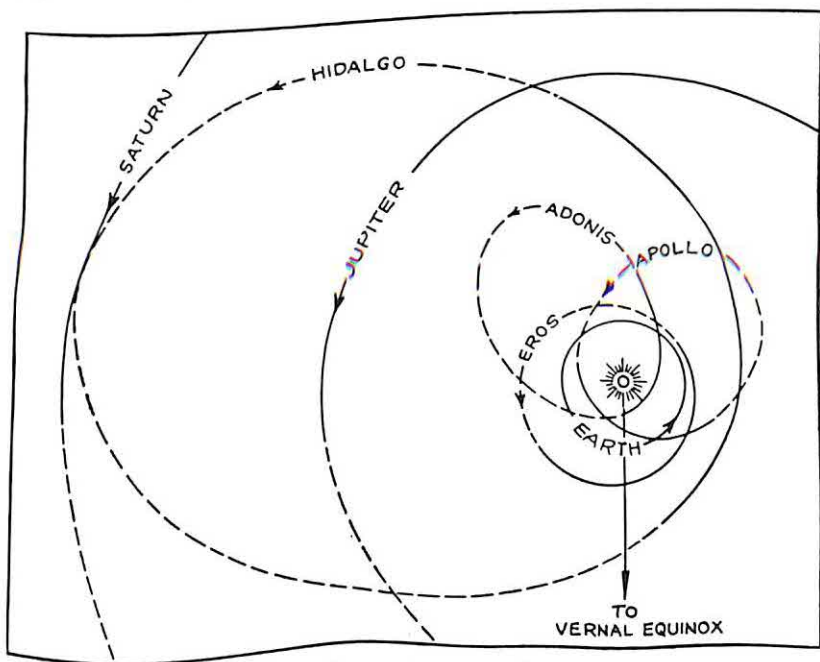 HIDALGO
SATURN
JUPITER
ADONIS
APOLLO
EROS
EARTH
TO
VERNAL EQUINOX